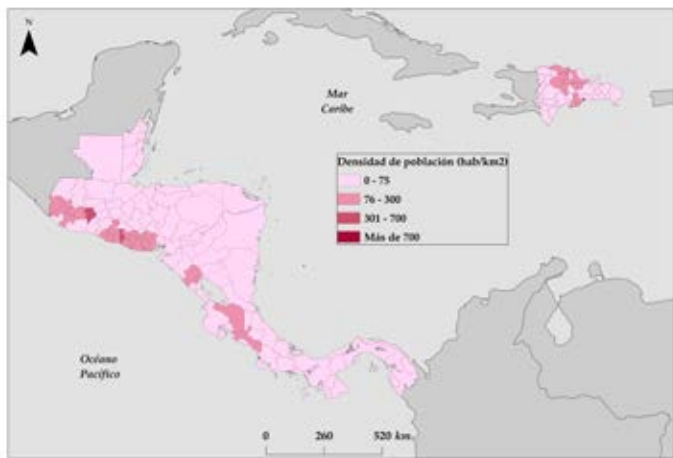 N
Mar
Caribe
Densidad de población (hab/km2)
0 - 75
76 - 300
301 - 700
Más de 700
Océano
Pacífico
0 260 520 km.